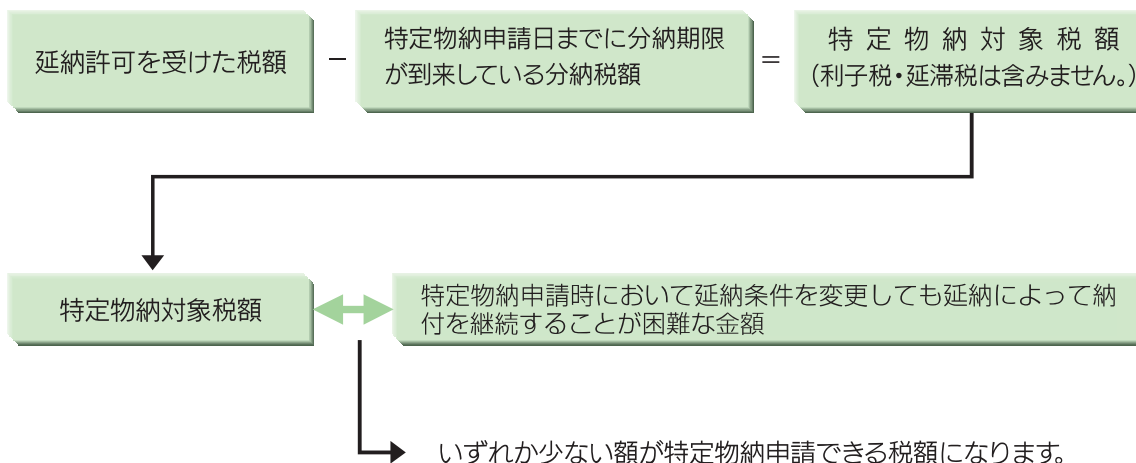 延納許可を受けた税額
−
特定物納申請日までに分納期限
が到来している分納税額
＝
特定物納対象税額
（利子税・延滞税は含みません。）
特定物納対象税額
特定物納申請時において延納条件を変更しても延納によって納
付を継続することが困難な金額
いずれか少ない額が特定物納申請できる税額になります。